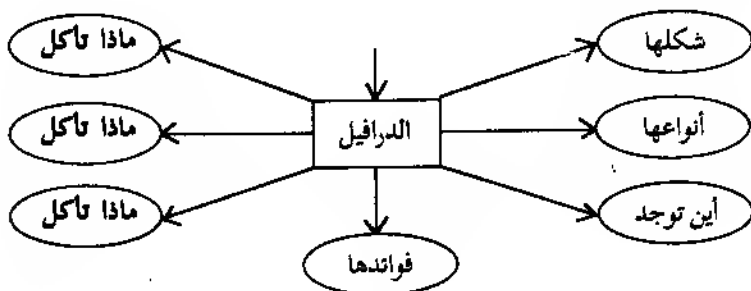 شكلها
ماذا تأكل
الدرافيل
أنواعها
ماذا تأكل
أين توجد
ماذا تأكل
فوائدها